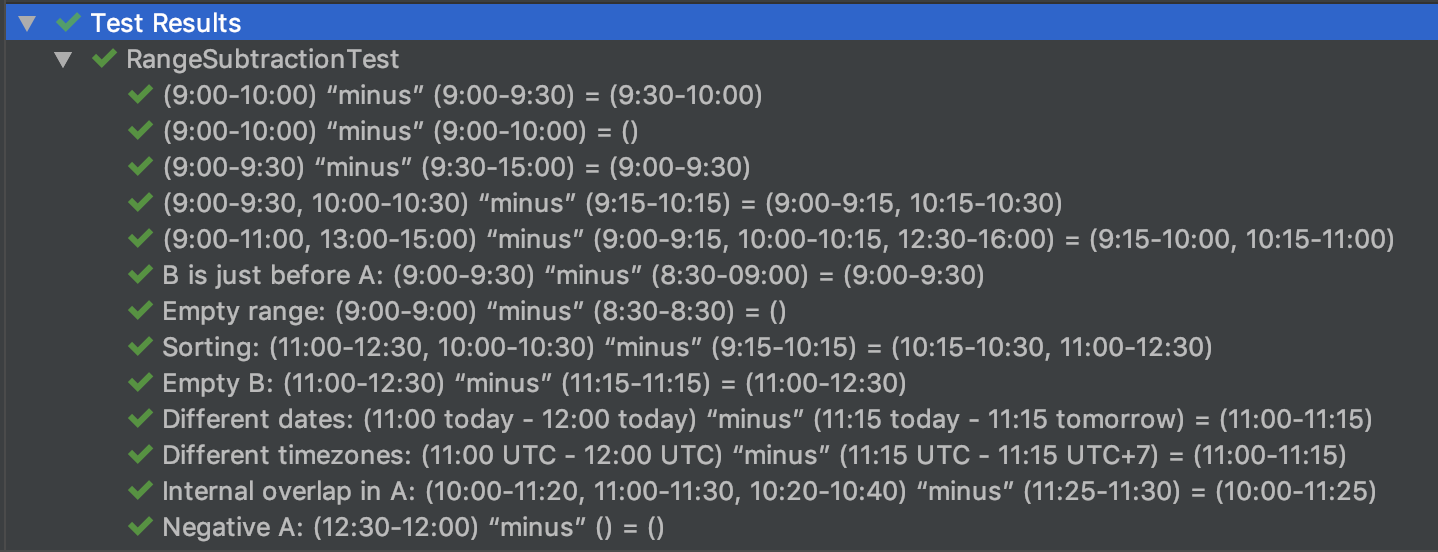 Test Results
RangeSubtractionTest
(9:00-10:00) “minus” (9:00-9:30) = (9:30-10:00)
(9:00-10:00) “minus” (9:00-10:00) = ()
(9:00-9:30) “minus” (9:30-15:00) = (9:00-9:30)
(9:00-9:30, 10:00-10:30) “minus” (9:15-10:15) = (9:00-9:15, 10:15-10:30)
(9:00-11:00, 13:00-15:00) “minus” (9:00-9:15, 10:00-10:15, 12:30-16:00) = (9:15-10:00, 10:15-11:00)
B is just before A: (9:00-9:30) “minus” (8:30-09:00) = (9:00-9:30)
Empty range: (9:00-9:00) “minus” (8:30-8:30) = ()
Sorting: (11:00-12:30, 10:00-10:30) “minus” (9:15-10:15) = (10:15-10:30, 11:00-12:30)
Empty B: (11:00-12:30) “minus” (11:15-11:15) = (11:00-12:30)
Different dates: (11:00 today - 12:00 today) “minus” (11:15 today - 11:15 tomorrow) = (11:00-11:15)
Different timezones: (11:00 UTC - 12:00 UTC) “minus” (11:15 UTC - 11:15 UTC+7) = (11:00-11:15)
Internal overlap in A: (10:00-11:20, 11:00-11:30, 10:20-10:40) “minus” (11:25-11:30) = (10:00-11:25)
Negative A: (12:30-12:00) “minus” () = ()